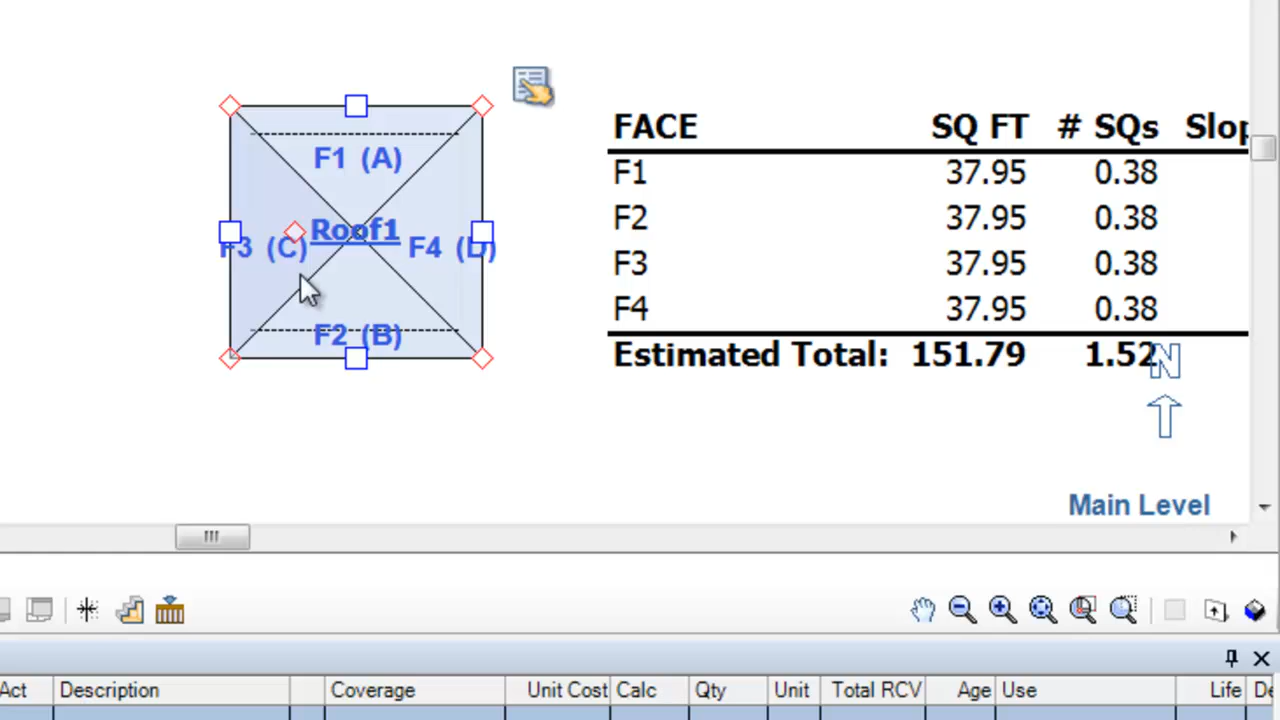 FACE SQ FT # SQs Slop
F1 37.95 0.38
F2 37.95 0.38
F3 37.95 0.38
F4 37.95 0.38
Estimated Total: 151.79 1.52
F1 (A)
Roof1
F3 (C) F4 (D)
F2 (B)
N
Main Level
Act Description Coverage Unit Cost Calc Qty Unit Total RCV Age Use Life De